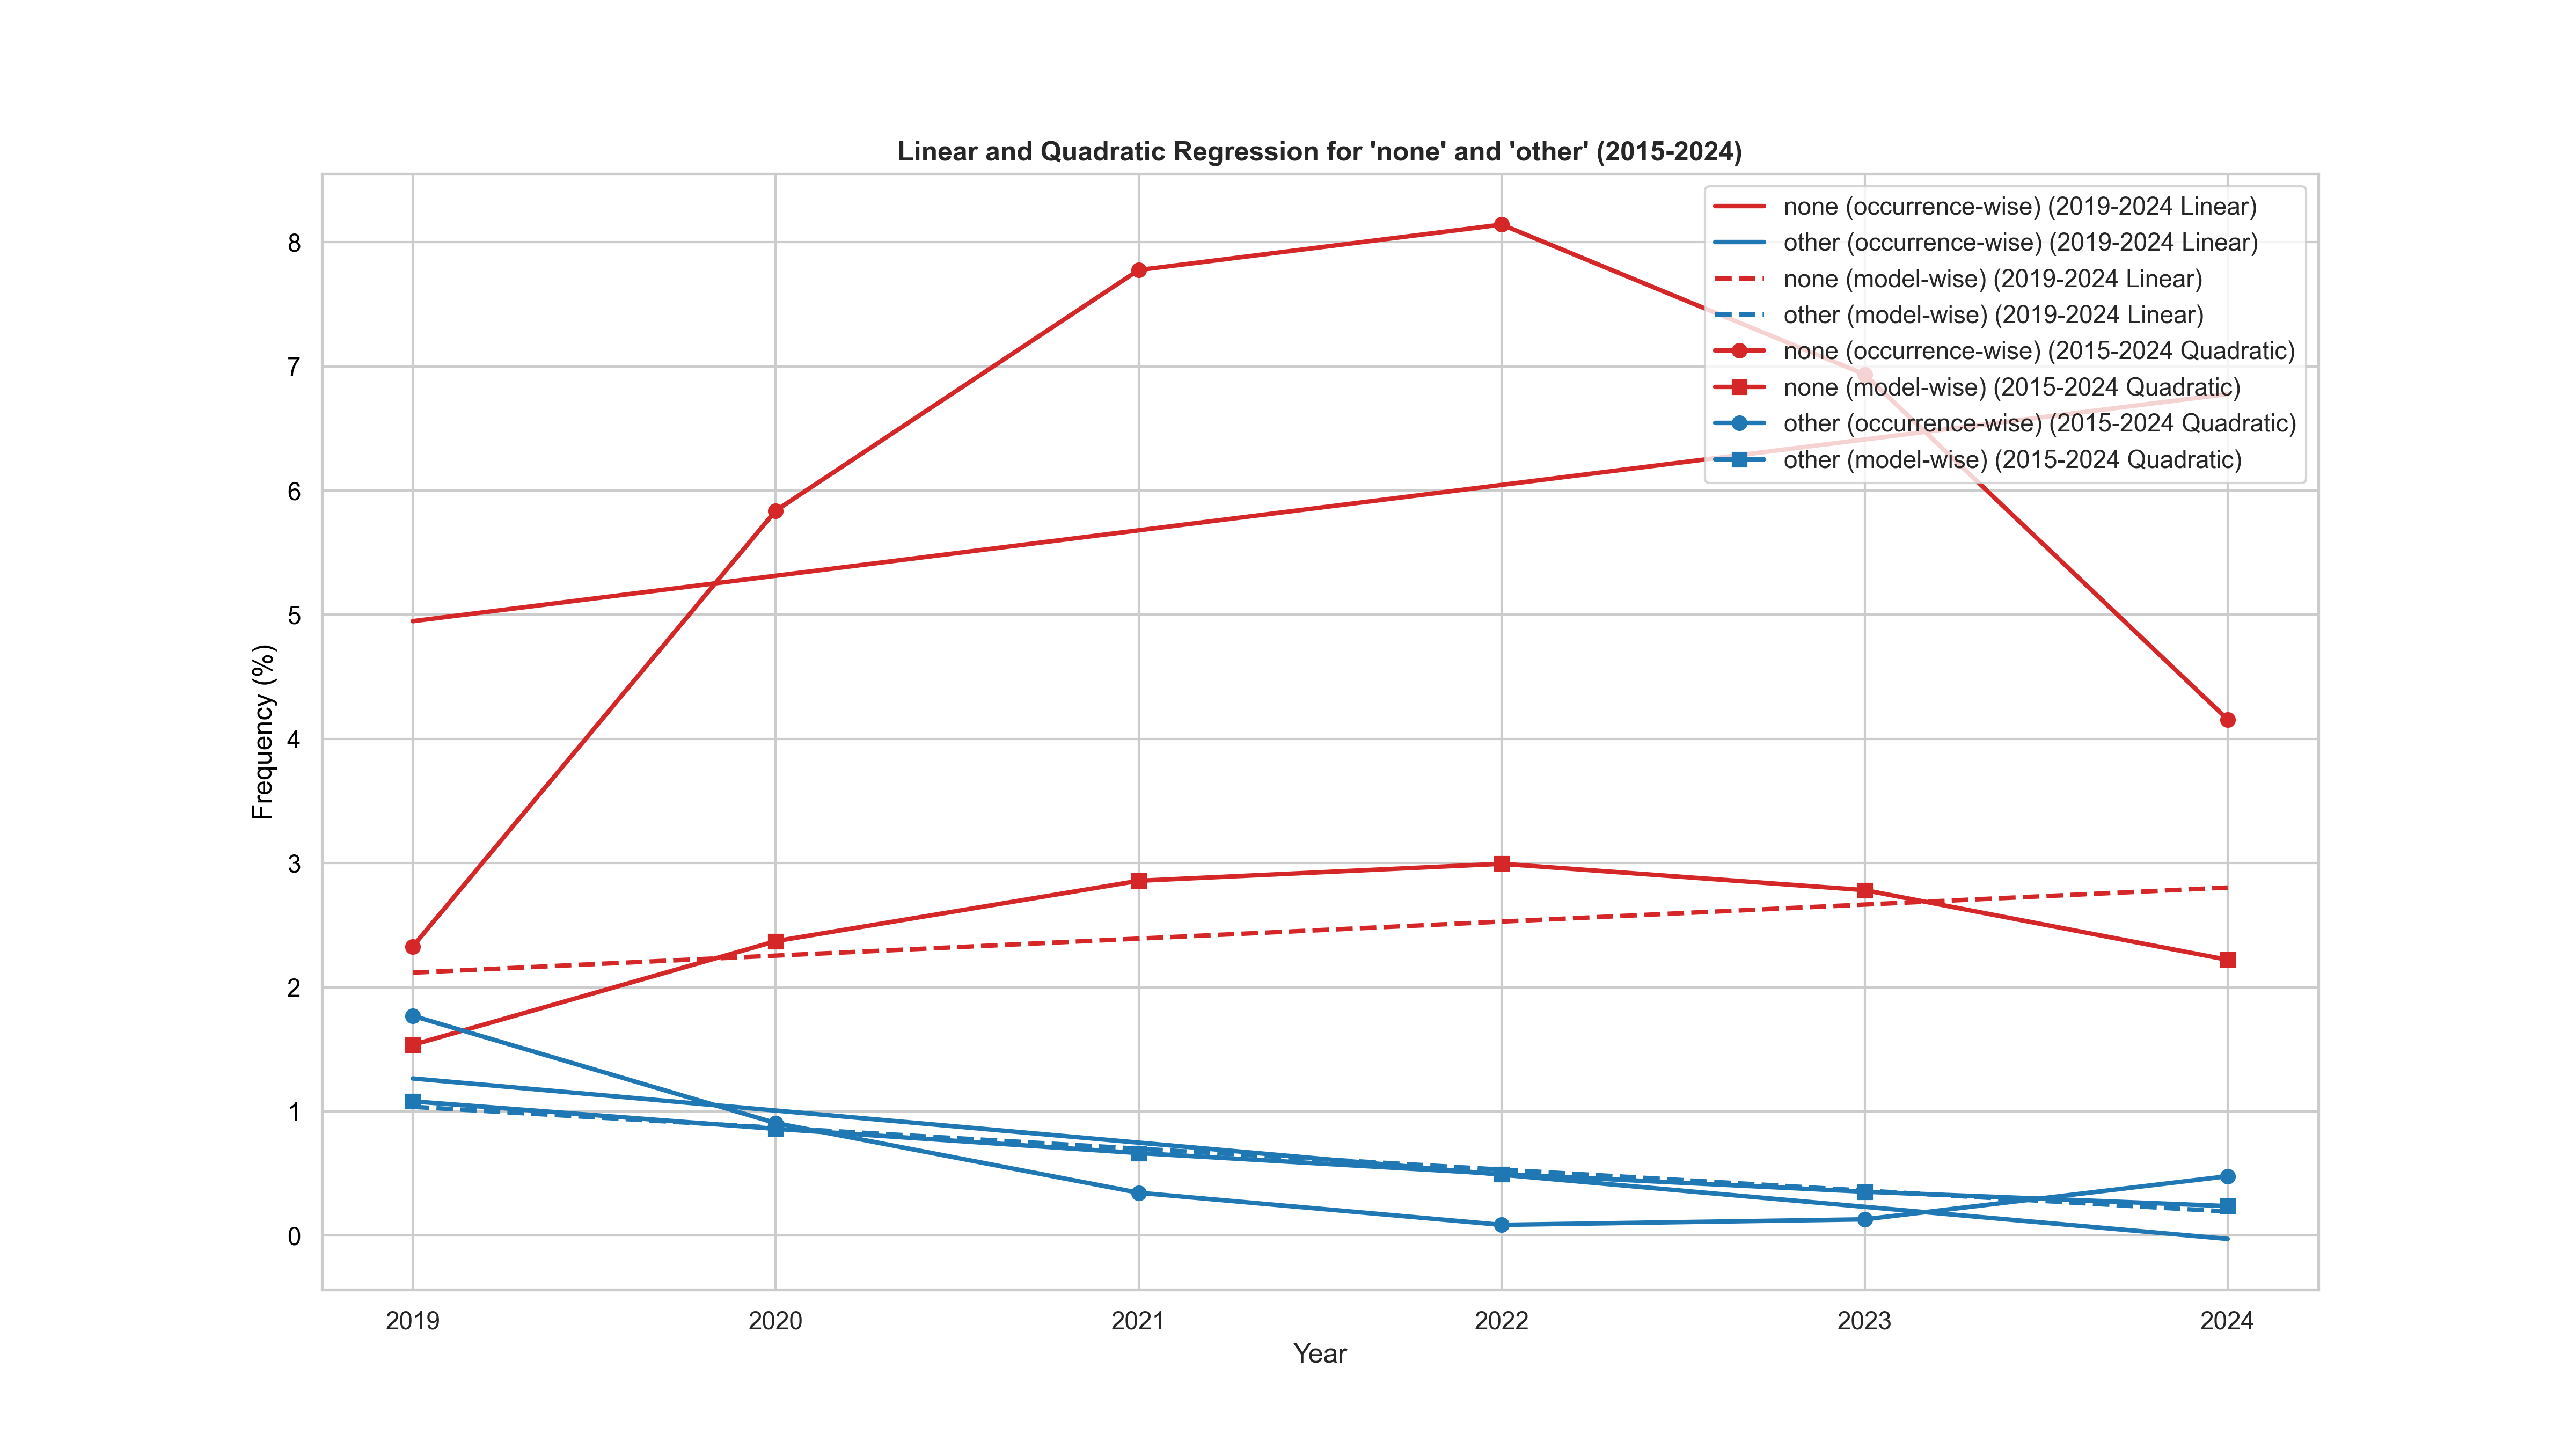 Linear and Quadratic Regression for 'none' and 'other' (2015-2024)
none (occurrence-wise) (2019-2024 Linear)
other (occurrence-wise) (2019-2024 Linear)
none (model-wise) (2019-2024 Linear)
other (model-wise) (2019-2024 Linear)
none (occurrence-wise) (2015-2024 Quadratic)
none (model-wise) (2015-2024 Quadratic)
other (occurrence-wise) (2015-2024 Quadratic)
other (model-wise) (2015-2024 Quadratic)
Frequency (%)
8
7
6
5
4
3
2
1
0
2019 2020 2021 2022 2023 2024
Year